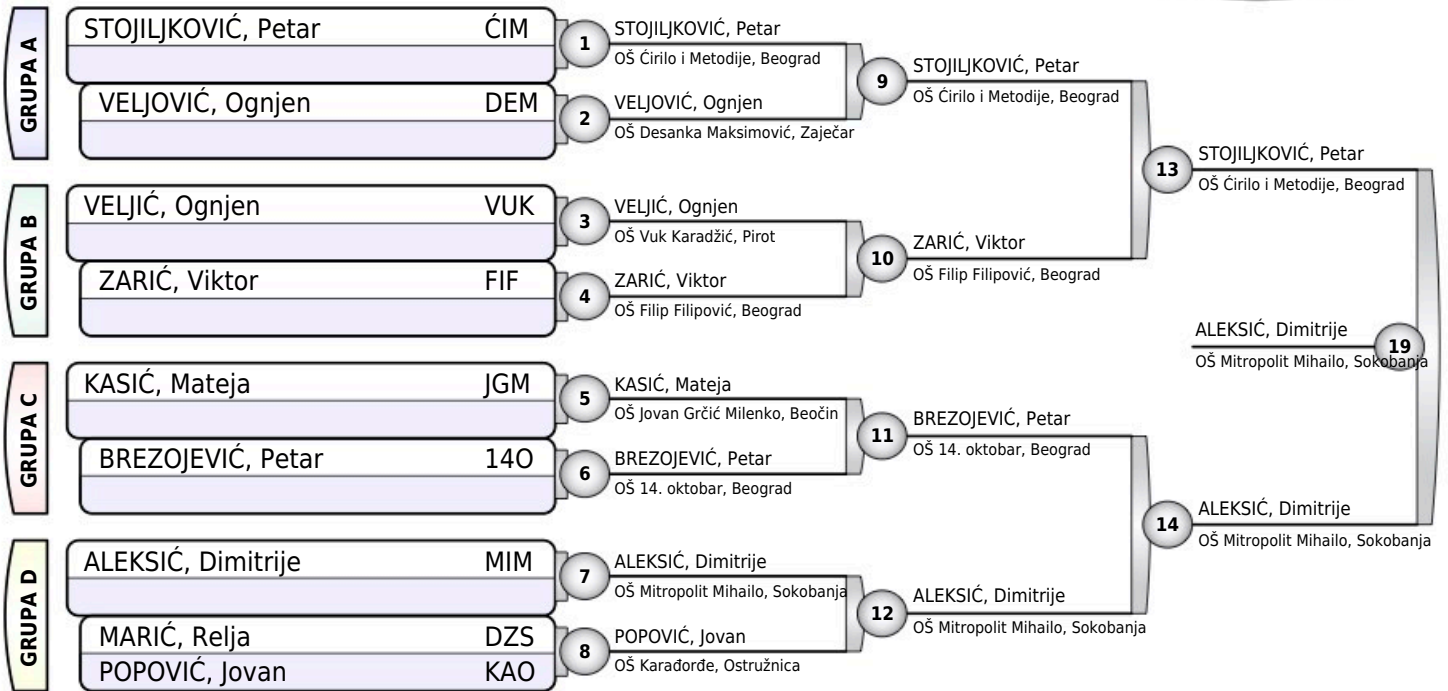 GRUPA A
STOJILJKOVIĆ, Petar ĆIM
VELJOVIĆ, Ognjen DEM
1
STOJILJKOVIĆ, Petar
OŠ Ćirilo i Metodije, Beograd
2
VELJOVIĆ, Ognjen
OŠ Desanka Maksimović, Zaječar
9
STOJILJKOVIĆ, Petar
OŠ Ćirilo i Metodije, Beograd
GRUPA B
VELJIĆ, Ognjen VUK
ZARIĆ, Viktor FIF
3
VELJIĆ, Ognjen
OŠ Vuk Karadžić, Pirot
4
ZARIĆ, Viktor
OŠ Filip Filipović, Beograd
10
ZARIĆ, Viktor
OŠ Filip Filipović, Beograd
13
STOJILJKOVIĆ, Petar
OŠ Ćirilo i Metodije, Beograd
GRUPA C
KASIĆ, Mateja JGM
BREZOJEVIĆ, Petar 14O
5
KASIĆ, Mateja
OŠ Jovan Grčić Milenko, Beočin
6
BREZOJEVIĆ, Petar
OŠ 14. oktobar, Beograd
11
BREZOJEVIĆ, Petar
OŠ 14. oktobar, Beograd
GRUPA D
ALEKSIĆ, Dimitrije MIM
MARIĆ, Relja DZS
POPOVIĆ, Jovan KAO
7
ALEKSIĆ, Dimitrije
OŠ Mitropolit Mihailo, Sokobanja
8
POPOVIĆ, Jovan
OŠ Karađorđe, Ostružnica
12
ALEKSIĆ, Dimitrije
OŠ Mitropolit Mihailo, Sokobanja
14
ALEKSIĆ, Dimitrije
OŠ Mitropolit Mihailo, Sokobanja
ALEKSIĆ, Dimitrije
19
OŠ Mitropolit Mihailo, Sokobanja